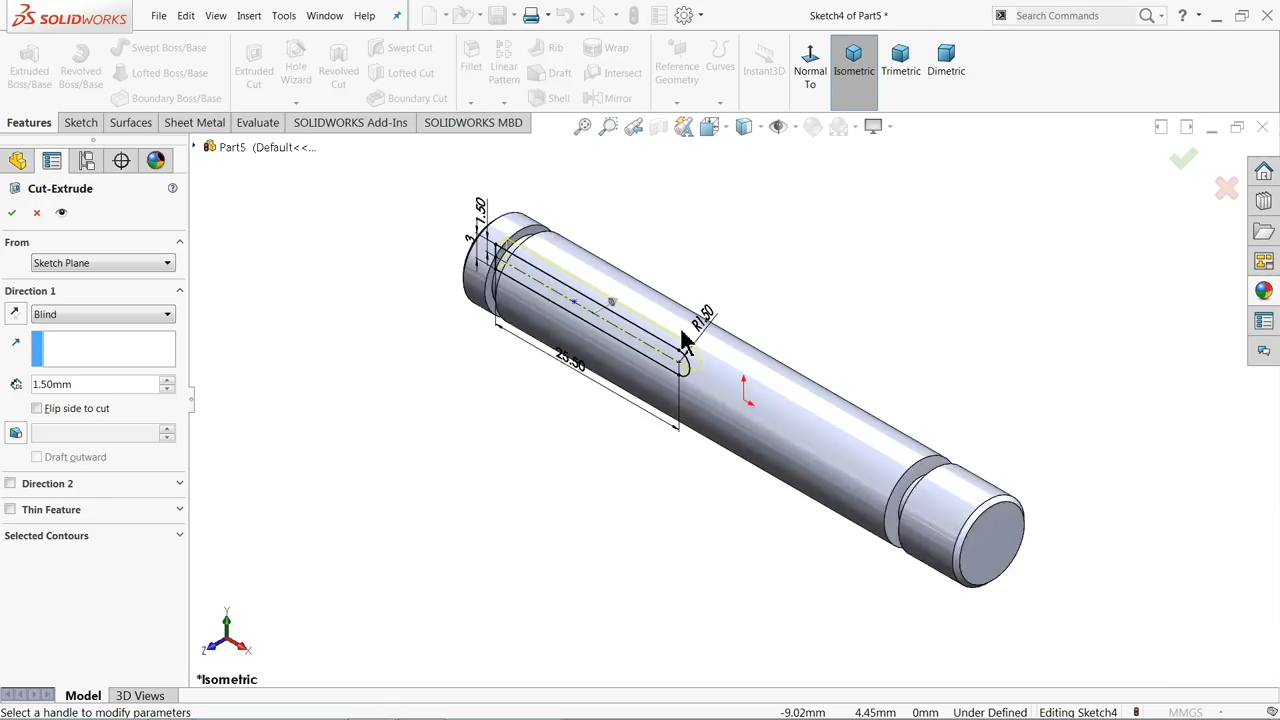 SOLIDWORKS File Edit View Insert Tools Window Help Sketch4 of Part5 * Search Commands ?
Extruded Boss/Base
Revolved Boss/Base
Swept Boss/Base
Lofted Boss/Base
Boundary Boss/Base
Extruded Cut
Hole Wizard
Revolved Cut
Swept Cut
Lofted Cut
Boundary Cut
Fillet
Linear Pattern
Rib
Draft
Shell
Wrap
Intersect
Mirror
Reference Geometry
Curves
Instant3D
Normal To
Isometric
Trimetric
Dimetric
Features Sketch Surfaces Sheet Metal Evaluate SOLIDWORKS Add-Ins SOLIDWORKS MBD
Part5 (Default<<...
Cut-Extrude
From
Sketch Plane
Direction 1
Blind
1.50mm
Flip side to cut
Draft outward
Direction 2
Thin Feature
Selected Contours
1.50
3
R1.50
25.50
Y
Z
X
*Isometric
Model 3D Views
Select a handle to modify parameters -9.02mm 4.45mm 0mm Under Defined Editing Sketch4 MMGS